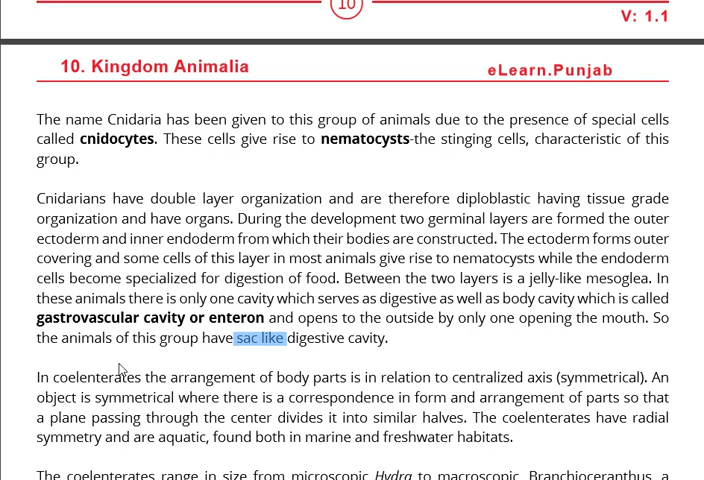 10
V: 1.1
10. Kingdom Animalia
eLearn.Punjab
The name Cnidaria has been given to this group of animals due to the presence of special cells
called cnidocytes. These cells give rise to nematocysts-the stinging cells, characteristic of this
group.
Cnidarians have double layer organization and are therefore diploblastic having tissue grade
organization and have organs. During the development two germinal layers are formed the outer
ectoderm and inner endoderm from which their bodies are constructed. The ectoderm forms outer
covering and some cells of this layer in most animals give rise to nematocysts while the endoderm
cells become specialized for digestion of food. Between the two layers is a jelly-like mesoglea. In
these animals there is only one cavity which serves as digestive as well as body cavity which is called
gastrovascular cavity or enteron and opens to the outside by only one opening the mouth. So
the animals of this group have sac like digestive cavity.
In coelenterates the arrangement of body parts is in relation to centralized axis (symmetrical). An
object is symmetrical where there is a correspondence in form and arrangement of parts so that
a plane passing through the center divides it into similar halves. The coelenterates have radial
symmetry and are aquatic, found both in marine and freshwater habitats.
The coelenterates range in size from microscopic Hydra to macroscopic, Branchioceranthus, a